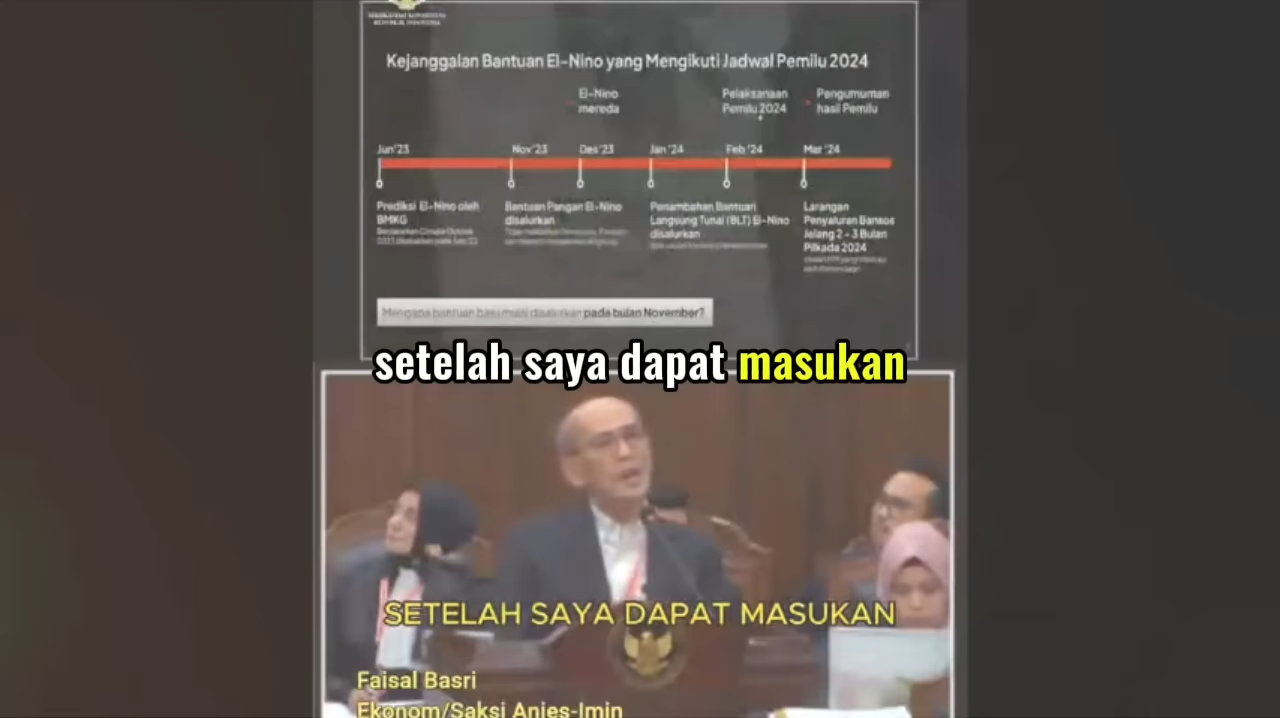 MAHKAMAH KONSTITUSI
REPUBLIK INDONESIA
Kejanggalan Bantuan El-Nino yang Mengikuti Jadwal Pemilu 2024
El-Nino
mereda
Pelaksanaan
Pemilu 2024
Pengumuman
hasil Pemilu
Jun'23
Nov'23
Des'23
Jan '24
Feb '24
Mar '24
Prediksi El-Nino oleh
BMKG
Bantuan Pangan El-Nino
disalurkan
Penambahan Bantuan
Langsung Tunai (BLT) El-Nino
disalurkan
Larangan
Penyaluran Bansos
Jelang 2 - 3 Bulan
Pilkada 2024
Mengapa bantuan baru mulai disalurkan pada bulan November?
setelah saya dapat masukan
SETELAH SAYA DAPAT MASUKAN
Faisal Basri
Ekonom/Saksi Anies-Imin